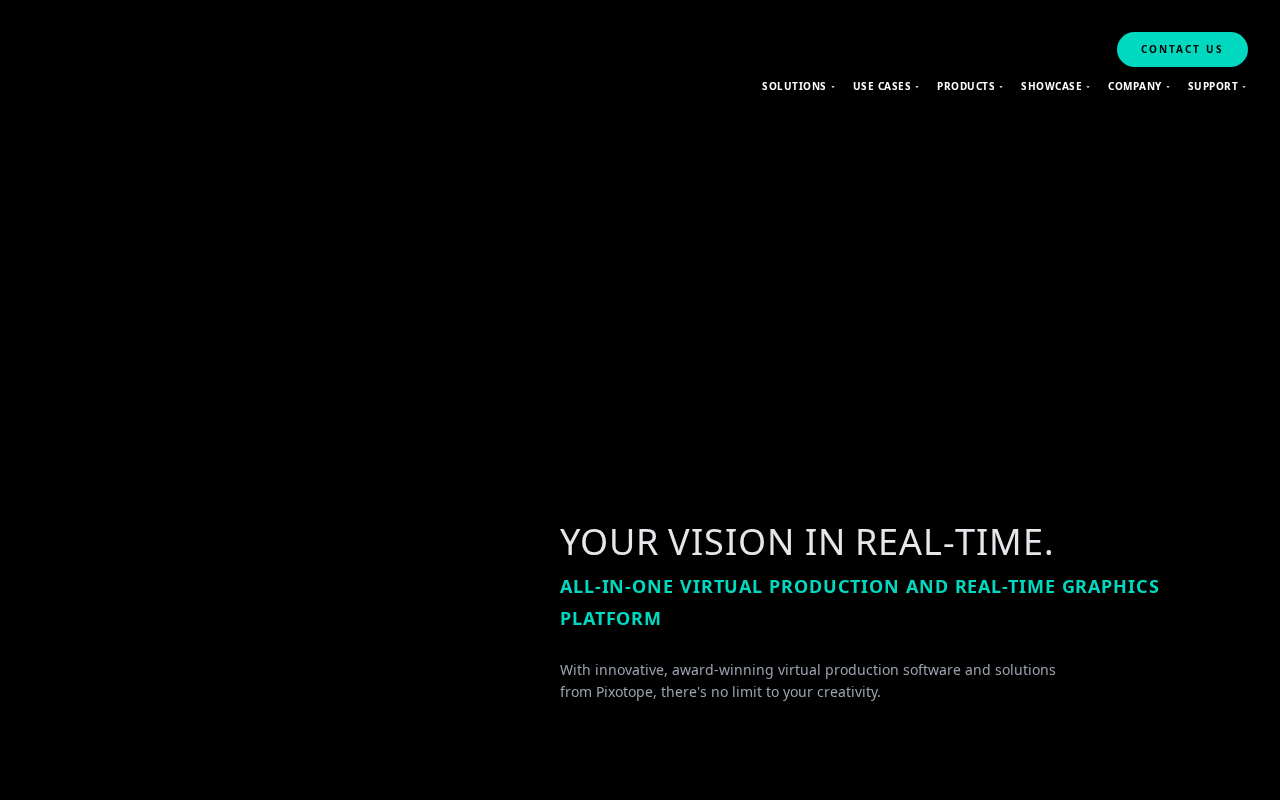 CONTACT US
SOLUTIONS USE CASES PRODUCTS SHOWCASE COMPANY SUPPORT
YOUR VISION IN REAL-TIME.
ALL-IN-ONE VIRTUAL PRODUCTION AND REAL-TIME GRAPHICS
PLATFORM
With innovative, award-winning virtual production software and solutions
from Pixotope, there's no limit to your creativity.